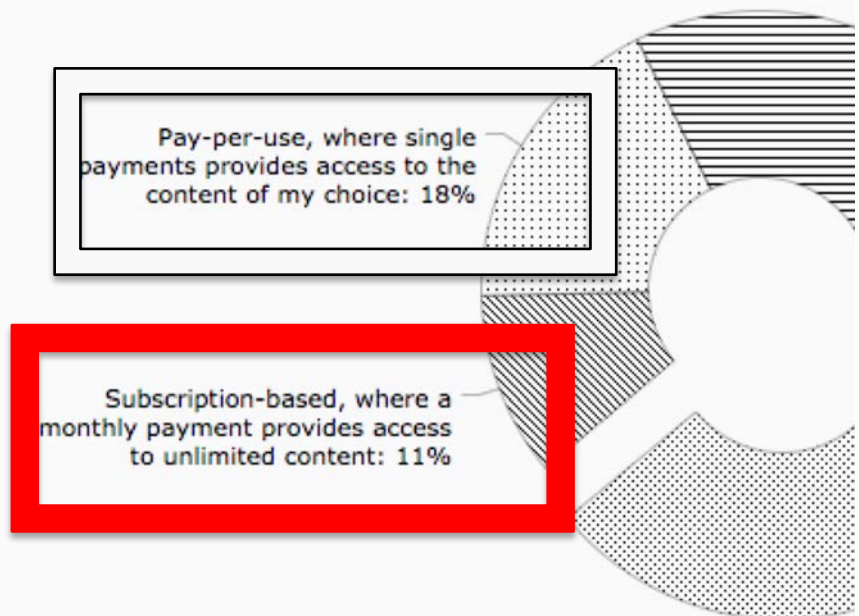 Pay-per-use, where single
payments provides access to the
content of my choice: 18%
Subscription-based, where a
monthly payment provides access
to unlimited content: 11%